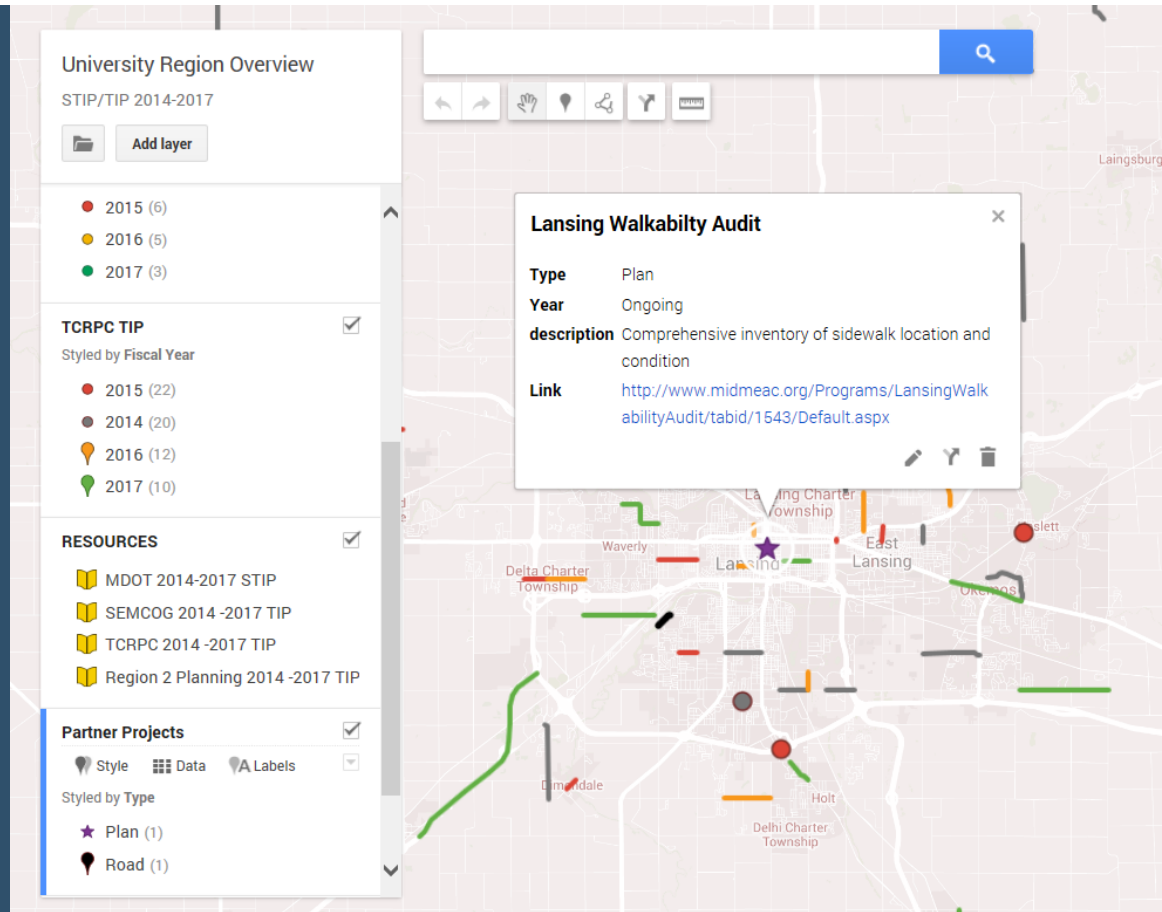 University Region Overview
STIP/TIP 2014-2017
Add layer
2015 (6)
2016 (5)
2017 (3)
TCRPC TIP
Styled by Fiscal Year
2015 (22)
2014 (20)
2016 (12)
2017 (10)
RESOURCES
MDOT 2014-2017 STIP
SEMCOG 2014 -2017 TIP
TCRPC 2014 -2017 TIP
Region 2 Planning 2014 -2017 TIP
Partner Projects
Style Data A Labels
Styled by Type
Plan (1)
Road (1)
Laingsburg
Lansing Walkabilty Audit
Type Plan
Year Ongoing
description Comprehensive inventory of sidewalk location and
condition
Link http://www.midmeac.org/Programs/LansingWalk
abilityAudit/tabid/1543/Default.aspx
Lansing Charter
Township
Waverly
East
Lansing
Haslett
Lansing
Delta Charter
Township
Okemos
Dimondale
Holt
Delhi Charter
Township